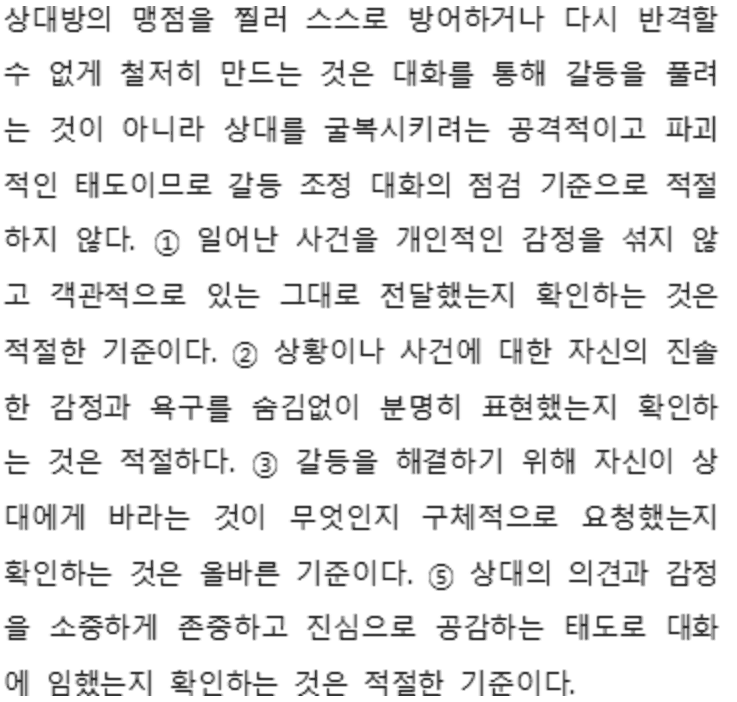 상대방의 맹점을 찔러 스스로 방어하거나 다시 반격할
수 없게 철저히 만드는 것은 대화를 통해 갈등을 풀려
는 것이 아니라 상대를 굴복시키려는 공격적이고 파괴
적인 태도이므로 갈등 조정 대화의 점검 기준으로 적절
하지 않다. ① 일어난 사건을 개인적인 감정을 섞지 않
고 객관적으로 있는 그대로 전달했는지 확인하는 것은
적절한 기준이다. ② 상황이나 사건에 대한 자신의 진솔
한 감정과 욕구를 숨김없이 분명히 표현했는지 확인하
는 것은 적절하다. ③ 갈등을 해결하기 위해 자신이 상
대에게 바라는 것이 무엇인지 구체적으로 요청했는지
확인하는 것은 올바른 기준이다. ⑤ 상대의 의견과 감정
을 소중하게 존중하고 진심으로 공감하는 태도로 대화
에 임했는지 확인하는 것은 적절한 기준이다.